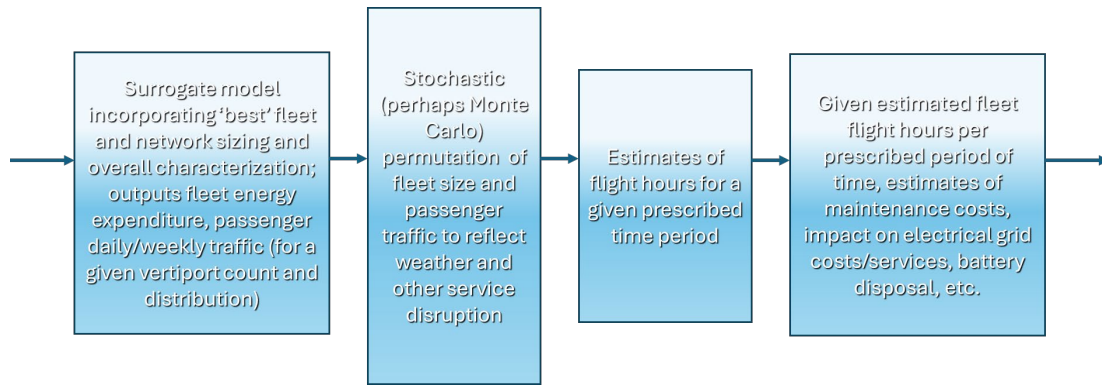 Surrogate model
incorporating ‘best’ fleet
and network sizing and
overall characterization;
outputs fleet energy
expenditure, passenger
daily/weekly traffic (for a
given vertiport count and
distribution)
Stochastic
(perhaps Monte
Carlo)
permutation of
fleet size and
passenger
traffic to reflect
weather and
other service
disruption
Estimates of
flight hours for a
given prescribed
time period
Given estimated fleet
flight hours per
prescribed period of
time, estimates of
maintenance costs,
impact on electrical grid
costs/services, battery
disposal, etc.